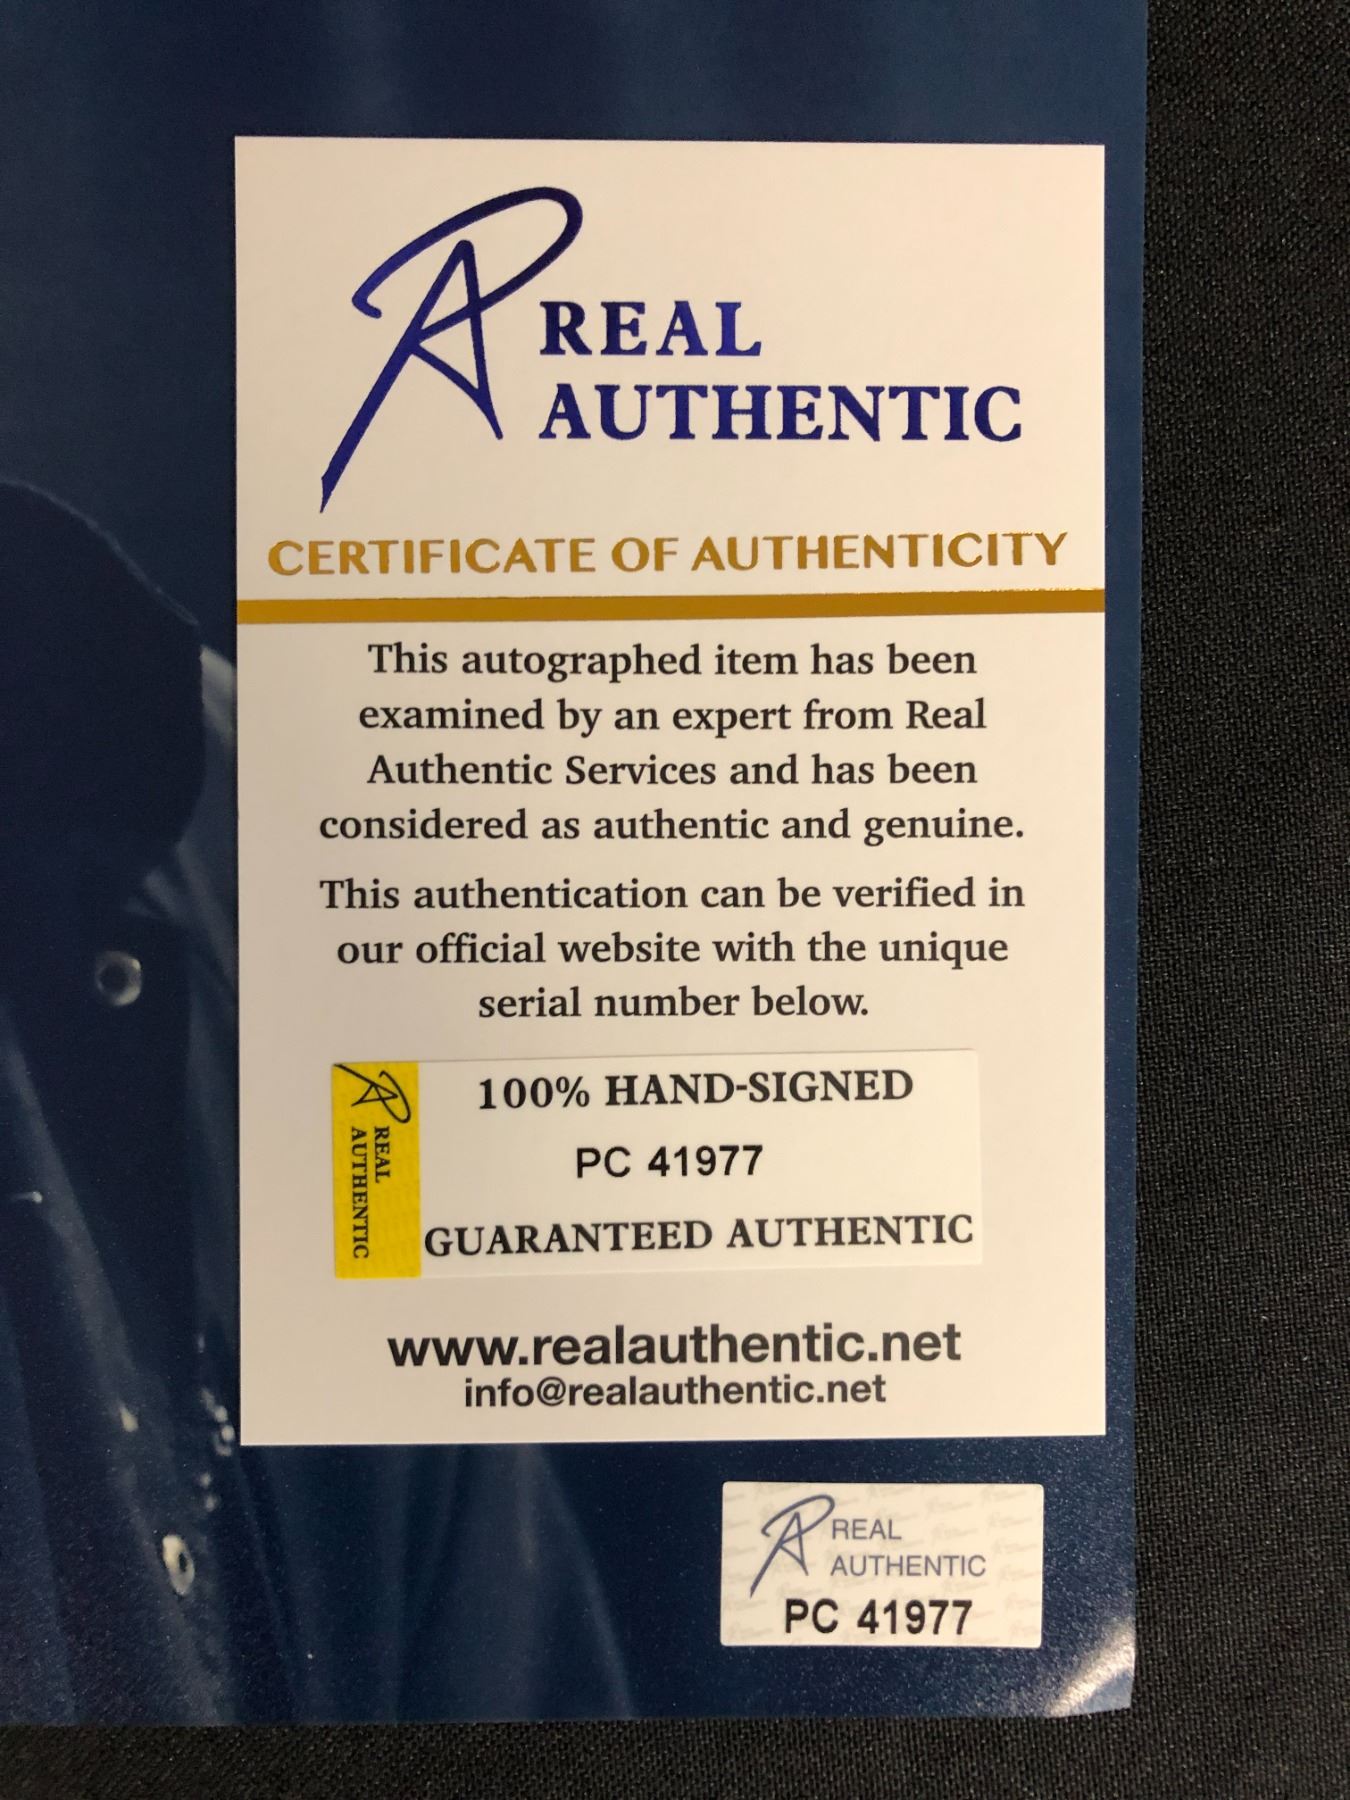 REAL
AUTHENTIC
CERTIFICATE OF AUTHENTICITY
This autographed item has been
examined by an expert from Real
Authentic Services and has been
considered as authentic and genuine.
This authentication can be verified in
our official website with the unique
serial number below.
REAL
AUTHENTIC
100% HAND-SIGNED
PC 41977
GUARANTEED AUTHENTIC
www.realauthentic.net
info@realauthentic.net
REAL
AUTHENTIC
PC 41977